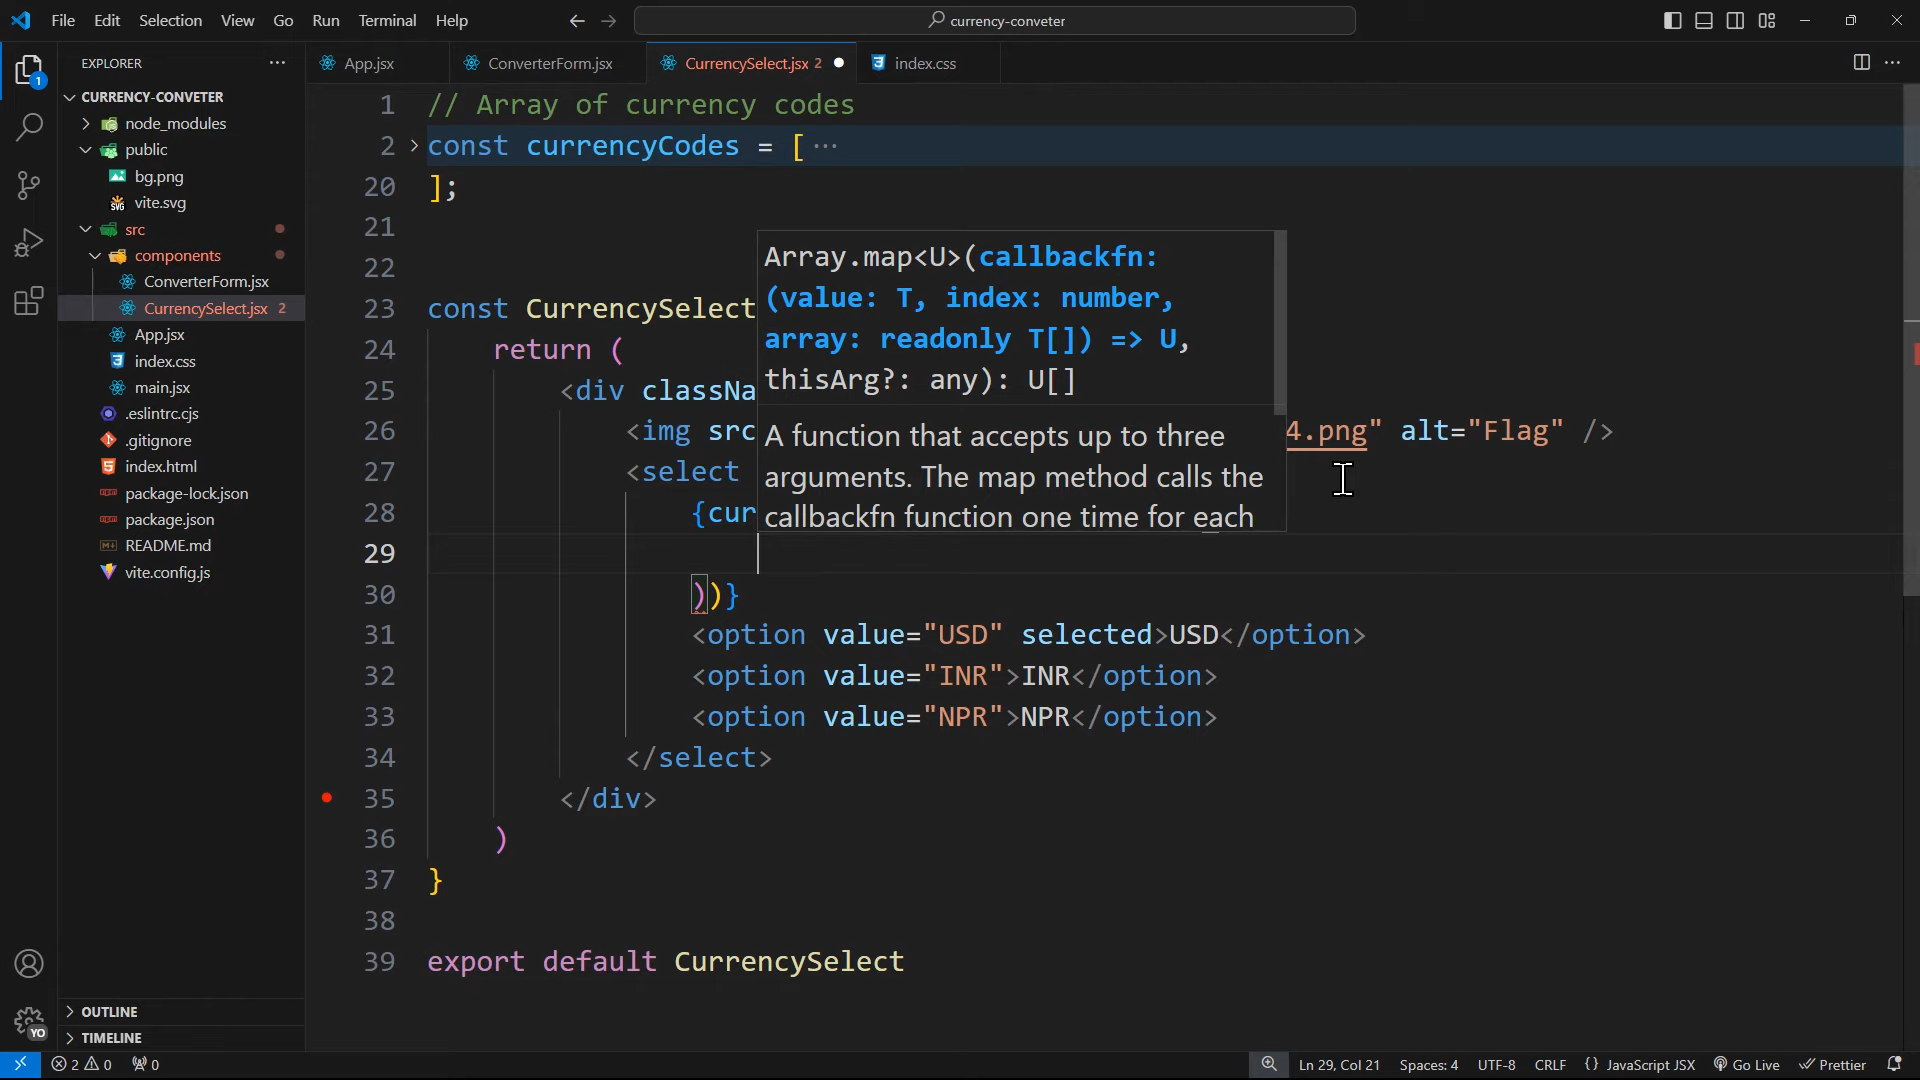 File Edit Selection View Go Run Terminal Help
currency-conveter
EXPLORER
App.jsx
ConverterForm.jsx
CurrencySelect.jsx 2
index.css
1
CURRENCY-CONVETER
node_modules
public
bg.png
vite.svg
src
components
ConverterForm.jsx
CurrencySelect.jsx 2
App.jsx
index.css
main.jsx
.eslintrc.cjs
.gitignore
index.html
package-lock.json
package.json
README.md
vite.config.js
OUTLINE
TIMELINE
YO
1 // Array of currency codes
2 const currencyCodes = [ ···
20 ];
21
22
23 const CurrencySelect
24 return (
25 <div classNa
26 <img src 4.png" alt="Flag" />
27 <select
28 {cur
29
30 ))}
31 <option value="USD" selected>USD</option>
32 <option value="INR">INR</option>
33 <option value="NPR">NPR</option>
34 </select>
35 </div>
36 )
37 }
38
39 export default CurrencySelect
Array.map<U>(callbackfn:
(value: T, index: number,
array: readonly T[]) => U,
thisArg?: any): U[]
A function that accepts up to three
arguments. The map method calls the
callbackfn function one time for each
2 0 0
Ln 29, Col 21 Spaces: 4 UTF-8 CRLF {} JavaScript JSX Go Live Prettier